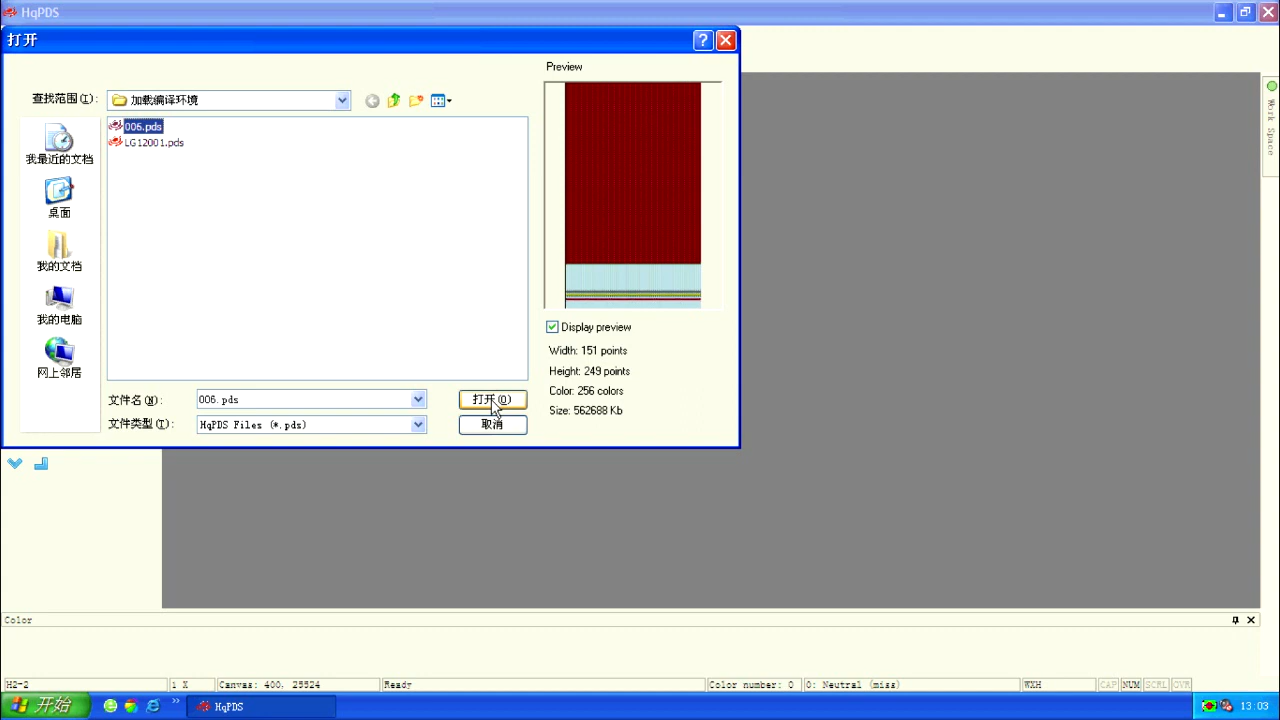 HqPDS
打开
Preview
查找范围(I):
加载编译环境
006.pds
LG12001.pds
我最近的文档
桌面
我的文档
我的电脑
网上邻居
Display preview
Width: 151 points
Height: 249 points
Color: 256 colors
Size: 562688 Kb
文件名(N):
006.pds
打开(O)
文件类型(T):
HqPDS Files (*.pds)
取消
Work Space
Color
H2-2
1 X
Canvas: 400, 25524
Ready
Color number: 0
0: Neutral (miss)
WXH
CAP
NUM
SCRL
OVR
开始
HqPDS
13:03